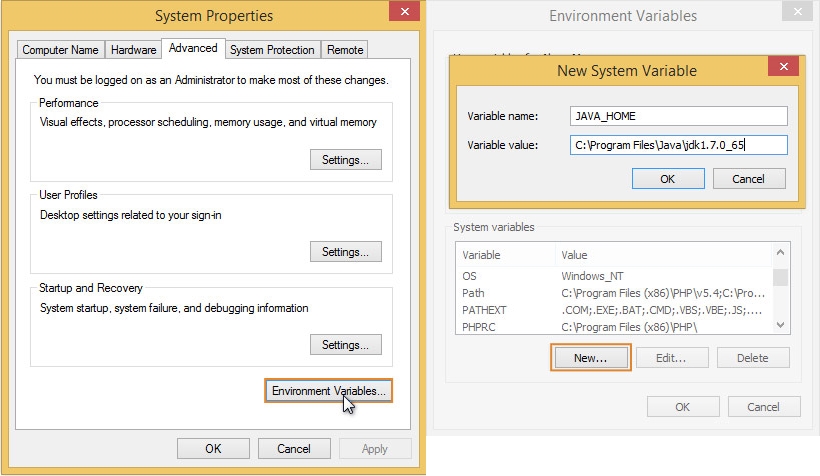 System Properties
Computer Name
Hardware
Advanced
System Protection
Remote
You must be logged on as an Administrator to make most of these changes.
Performance
Visual effects, processor scheduling, memory usage, and virtual memory
Settings...
User Profiles
Desktop settings related to your sign-in
Settings...
Startup and Recovery
System startup, system failure, and debugging information
Settings...
Environment Variables...
OK
Cancel
Apply
Environment Variables
New System Variable
Variable name:
JAVA_HOME
Variable value:
C:\Program Files\Java\jdk1.7.0_65
OK
Cancel
System variables
Variable Value
OS Windows_NT
Path C:\Program Files (x86)\PHP\v5.4;C:\Pro...
PATHEXT .COM;.EXE;.BAT;.CMD;.VBS;.VBE;.JS;....
PHPRC C:\Program Files (x86)\PHP\
New...
Edit...
Delete
OK
Cancel